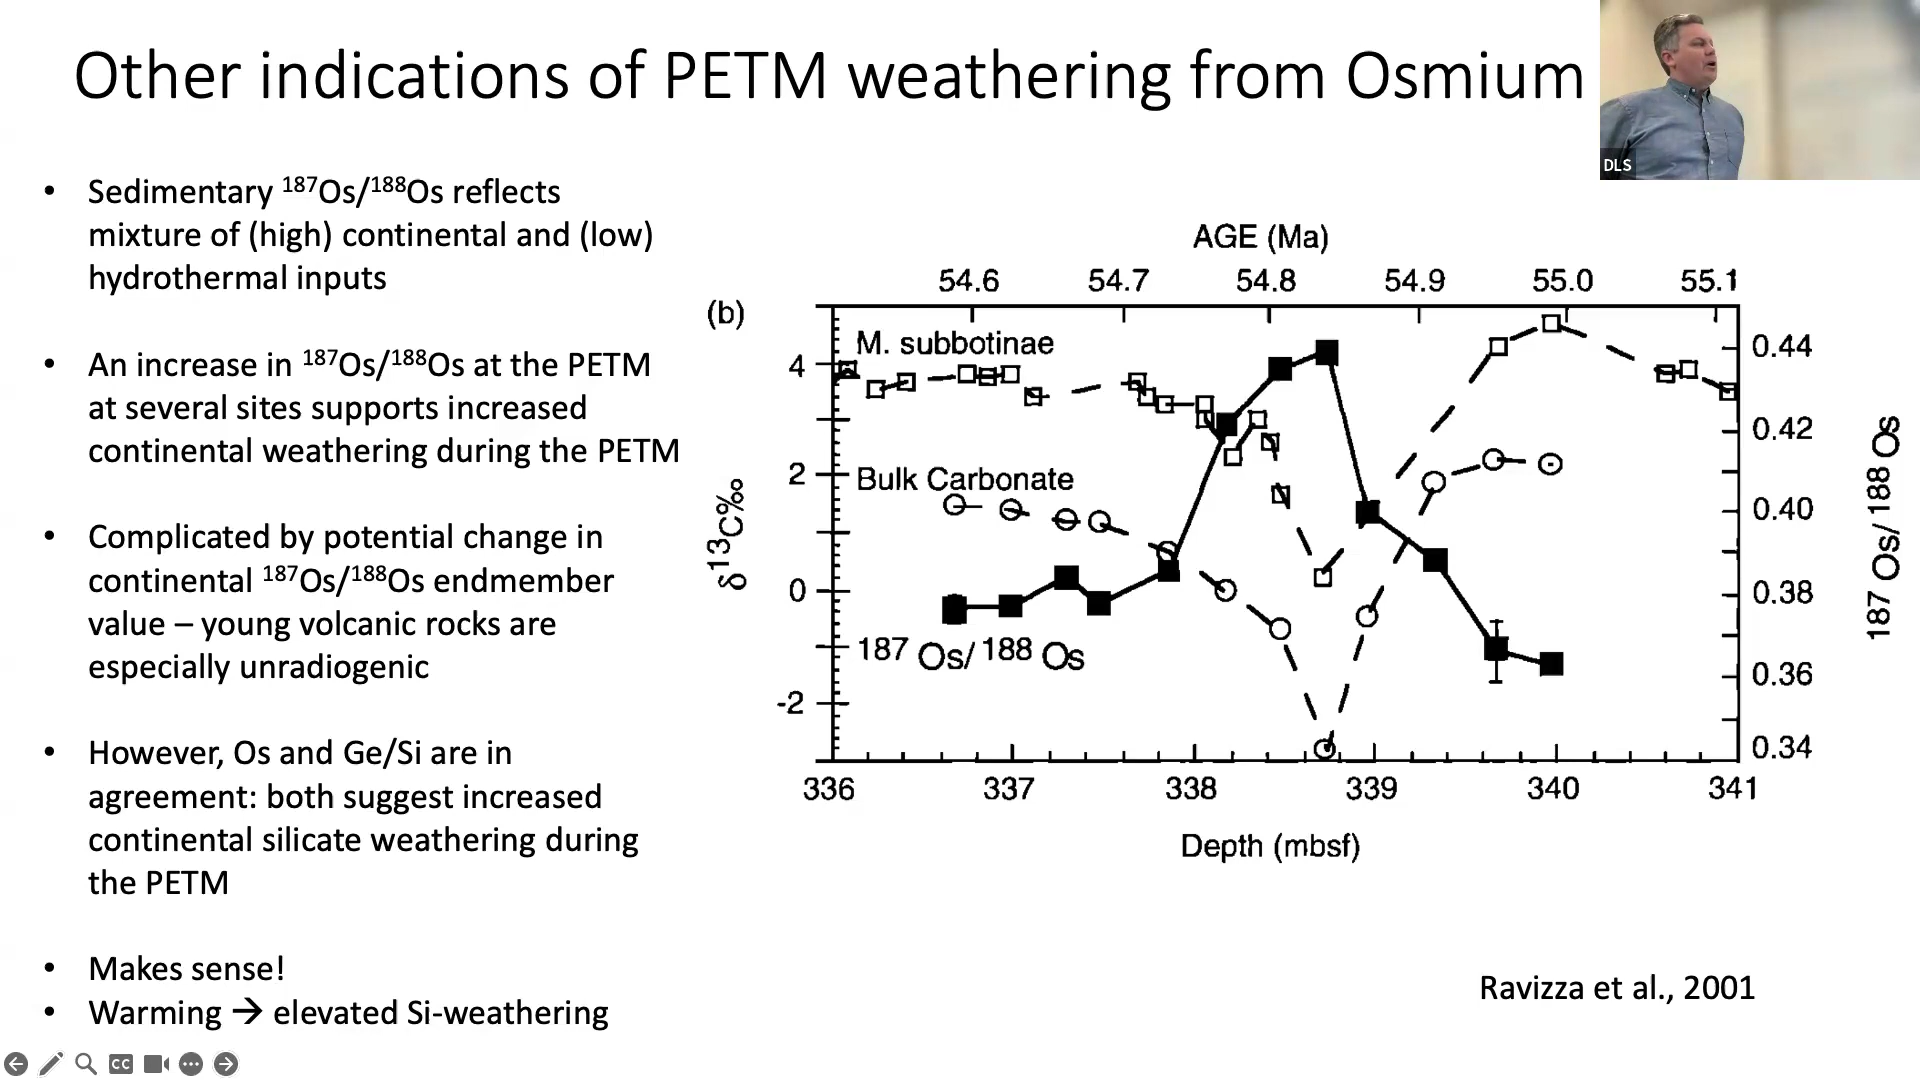 Other indications of PETM weathering from Osmium
DLS
• Sedimentary ¹⁸⁷Os/¹⁸⁸Os reflects
mixture of (high) continental and (low)
hydrothermal inputs
• An increase in ¹⁸⁷Os/¹⁸⁸Os at the PETM
at several sites supports increased
continental weathering during the PETM
• Complicated by potential change in
continental ¹⁸⁷Os/¹⁸⁸Os endmember
value – young volcanic rocks are
especially unradiogenic
• However, Os and Ge/Si are in
agreement: both suggest increased
continental silicate weathering during
the PETM
• Makes sense!
• Warming → elevated Si-weathering
AGE (Ma)
54.6 54.7 54.8 54.9 55.0 55.1
(b)
M. subbotinae
Bulk Carbonate
¹⁸⁷Os/¹⁸⁸Os
4
2
0
-2
δ¹³C‰
0.44
0.42
0.40
0.38
0.36
0.34
187 Os/188 Os
336 337 338 339 340 341
Depth (mbsf)
Ravizza et al., 2001
CC